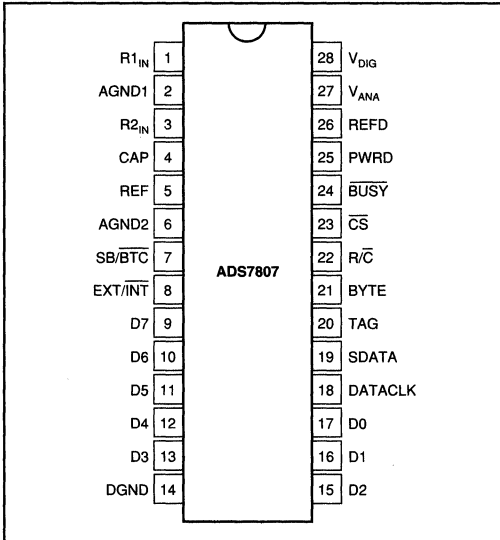 R1IN 1 28 VDIG
AGND1 2 27 VANA
R2IN 3 26 REFD
CAP 4 25 PWRD
REF 5 24 BUSY
AGND2 6 23 CS
SB/BTC 7 22 R/C
ADS7807
EXT/INT 8 21 BYTE
D7 9 20 TAG
D6 10 19 SDATA
D5 11 18 DATACLK
D4 12 17 D0
D3 13 16 D1
DGND 14 15 D2